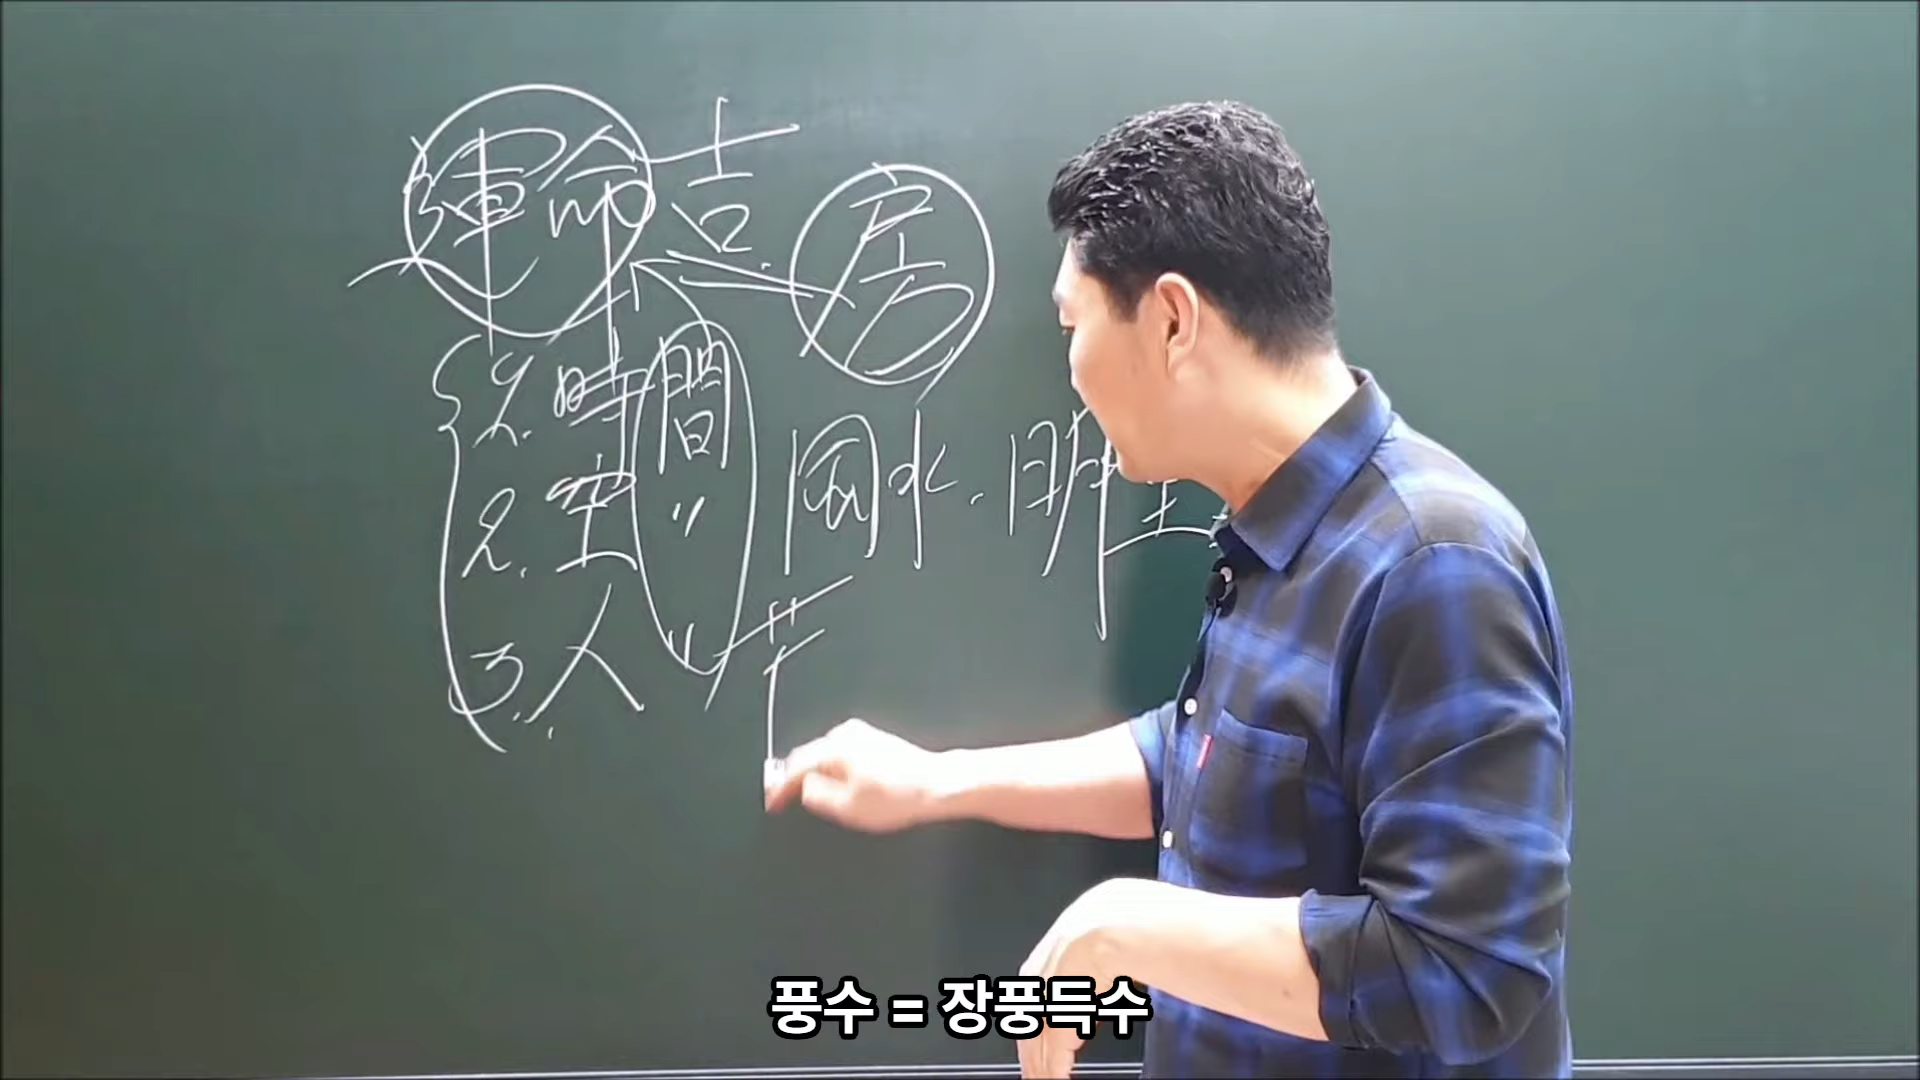 運命 吉 房
1. 時間
2. 空 〃 風水. 明
3. 人 〃
풍수 = 장풍득수